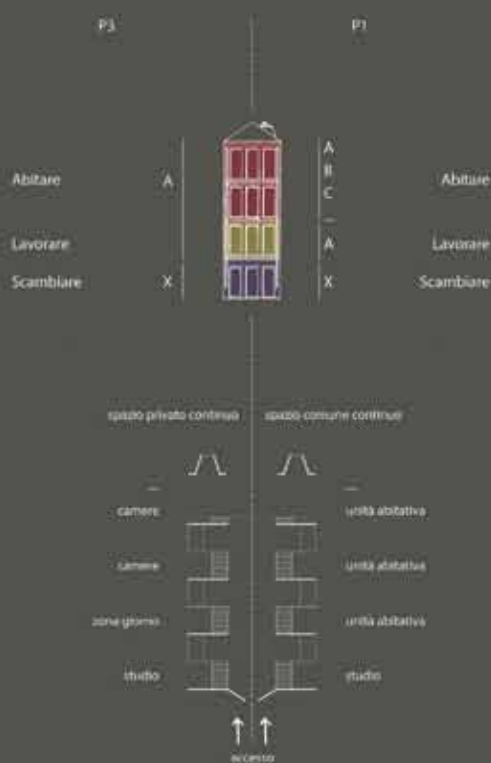 P3 P1
A
B
Abitare A C Abitare
–
Lavorare A Lavorare
Scambiare X X Scambiare
spazio privato continuo spazio comune continuo
camere unità abitativa
camere unità abitativa
zone giorno unità abitativa
studio studio
accesso